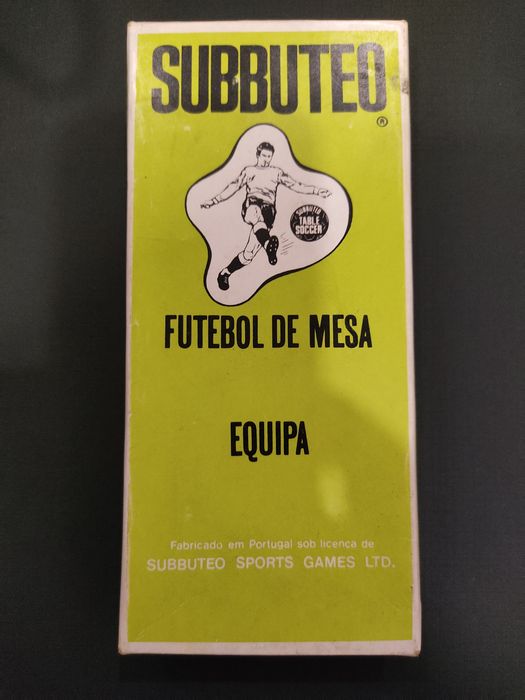 SUBBUTEO
®
SUBBUTEO
TABLE
SOCCER
FUTEBOL DE MESA
EQUIPA
Fabricado em Portugal sob licença de
SUBBUTEO SPORTS GAMES LTD.